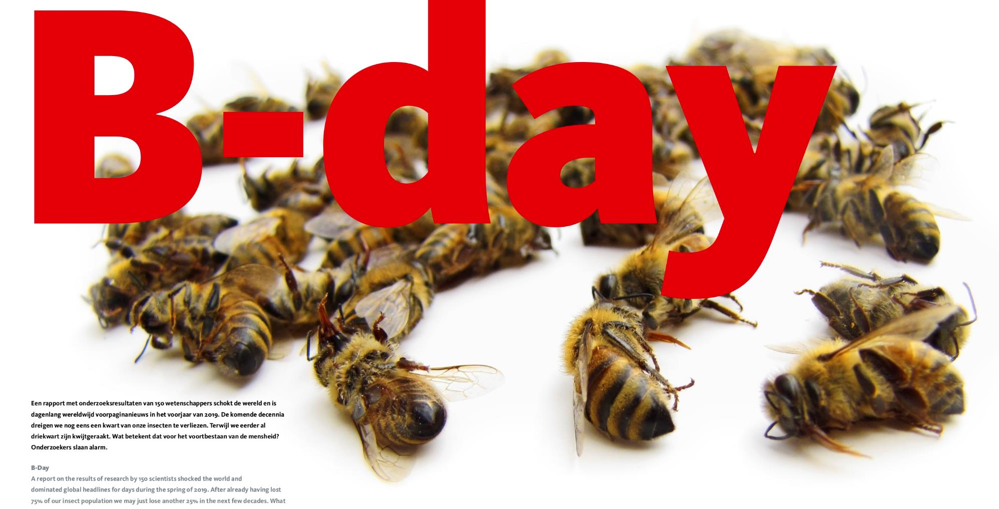 B-day
Een rapport met onderzoeksresultaten van 150 wetenschappers schokt de wereld en is
dagenlang wereldwijd voorpaginanieuws in het voorjaar van 2019. De komende decennia
dreigen we nog eens een kwart van onze insecten te verliezen. Terwijl we eerder al
driekwart zijn kwijtgeraakt. Wat betekent dat voor het voortbestaan van de mensheid?
Onderzoekers slaan alarm.
B-Day
A report on the results of research by 150 scientists shocked the world and
dominated global headlines for days during the spring of 2019. After already having lost
75% of our insect population we may just lose another 25% in the next few decades. What